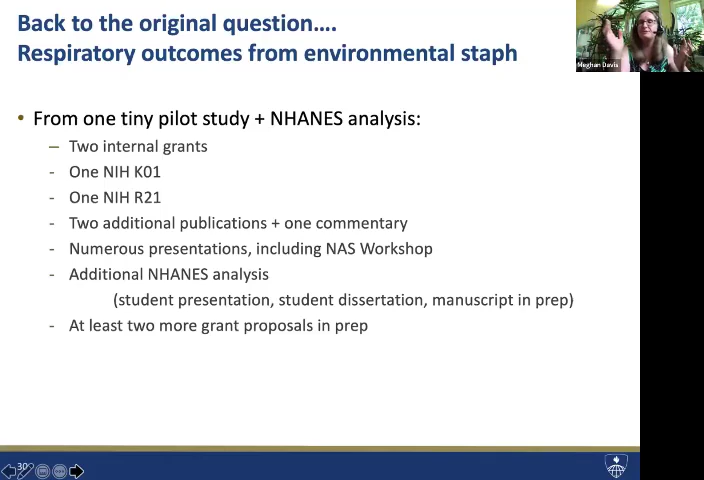 Back to the original question....
Respiratory outcomes from environmental staph
Meghan Davis
• From one tiny pilot study + NHANES analysis:
– Two internal grants
- One NIH K01
- One NIH R21
- Two additional publications + one commentary
- Numerous presentations, including NAS Workshop
- Additional NHANES analysis
(student presentation, student dissertation, manuscript in prep)
- At least two more grant proposals in prep
30